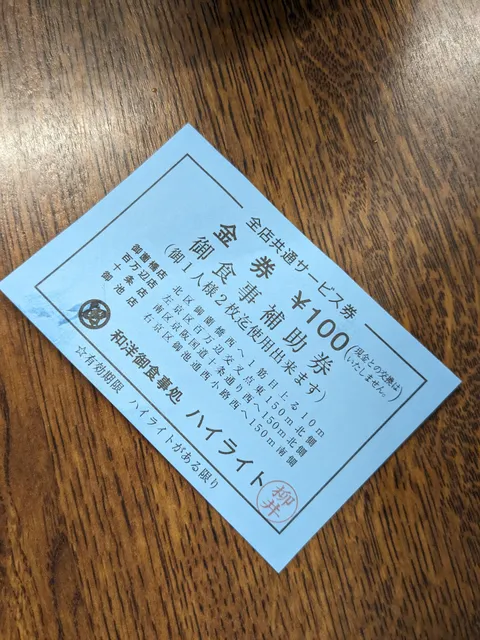 全店共通サービス券
金券 ¥100
(現金との交換は
いたしません。)
御食事補助券
(御1人様2枚迄使用出来ます)
御薗橋店 北区御薗橋西へ1筋目上る10m
百万辺店 左京区百万辺交叉点東150m北側
十条店 南区京阪国道十条通り西へ150m北側
御池店 右京区御池通西小路西へ150m南側
和洋御食事処 ハイライト
柳井
☆有効期限 ハイライトがある限り